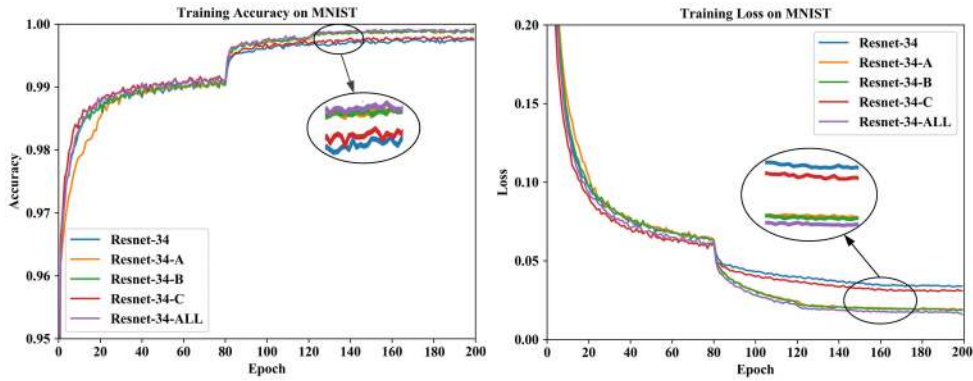 Training Accuracy on MNIST
1.00
0.99
0.98
0.97
0.96
0.95
Accuracy
Resnet-34
Resnet-34-A
Resnet-34-B
Resnet-34-C
Resnet-34-ALL
0 20 40 60 80 100 120 140 160 180 200
Epoch
Training Loss on MNIST
0.20
0.15
0.10
0.05
0.00
Loss
Resnet-34
Resnet-34-A
Resnet-34-B
Resnet-34-C
Resnet-34-ALL
0 20 40 60 80 100 120 140 160 180 200
Epoch